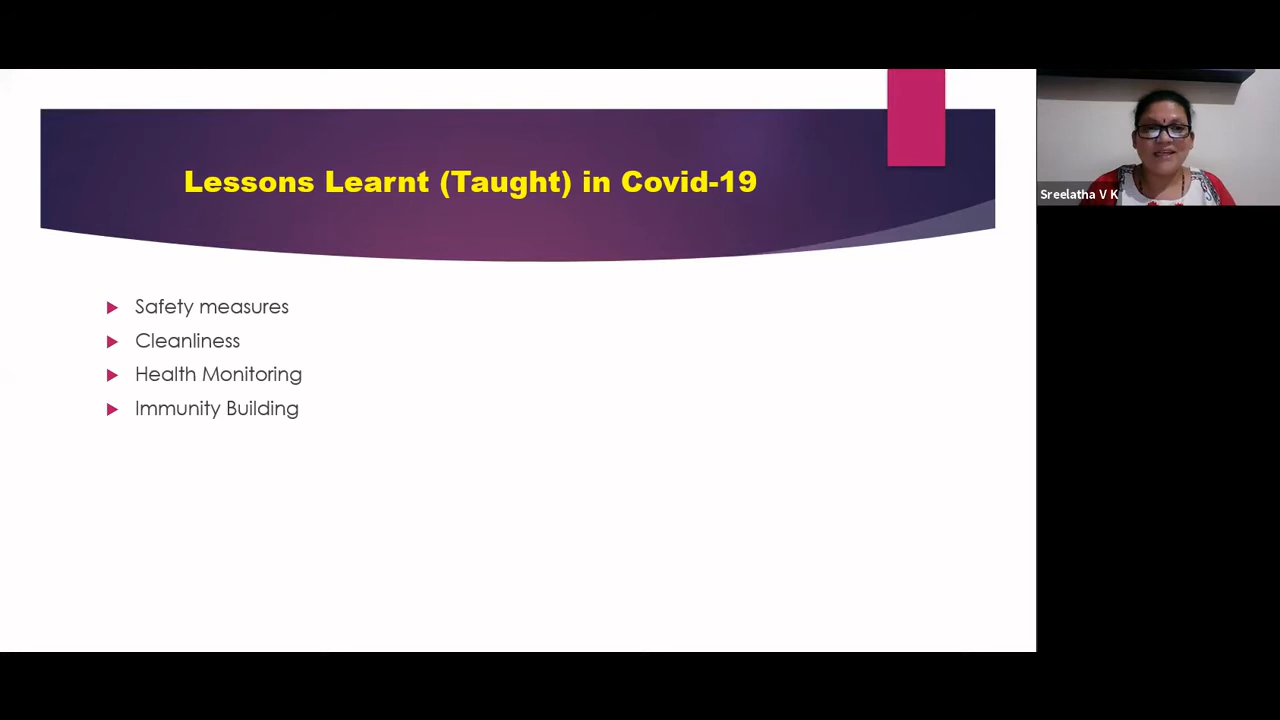 Lessons Learnt (Taught) in Covid-19
Safety measures
Cleanliness
Health Monitoring
Immunity Building
Sreelatha V K